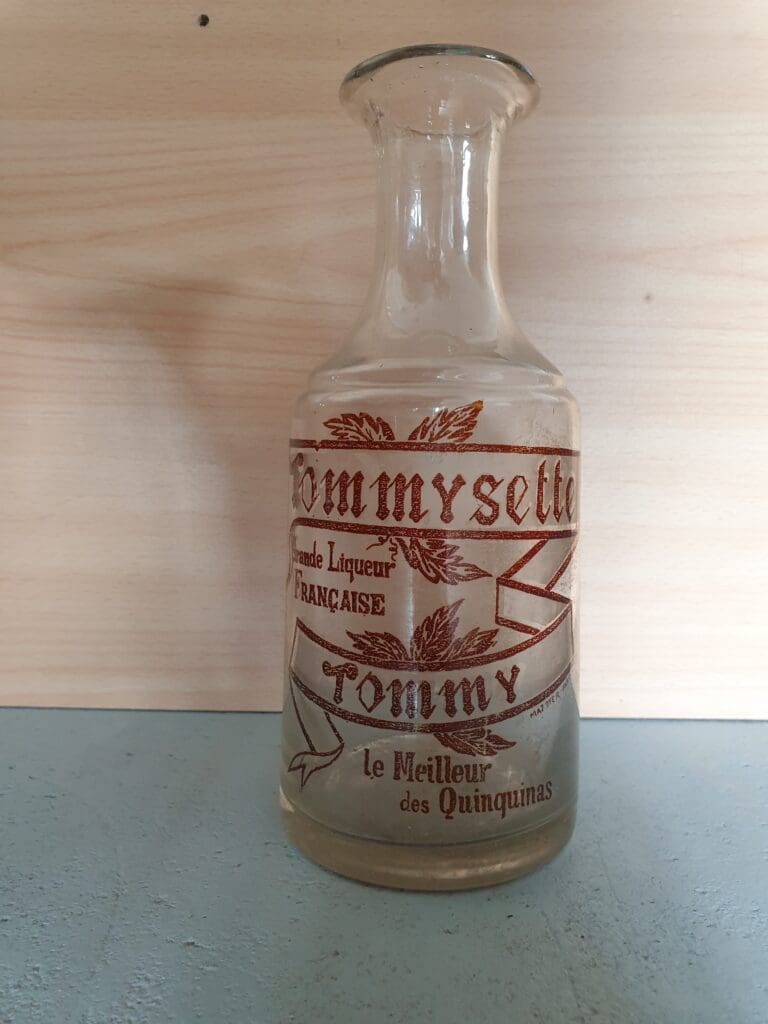 Tommysette
Grande Liqueur
FRANÇAISE
TOMMY
le Meilleur
des Quinquinas